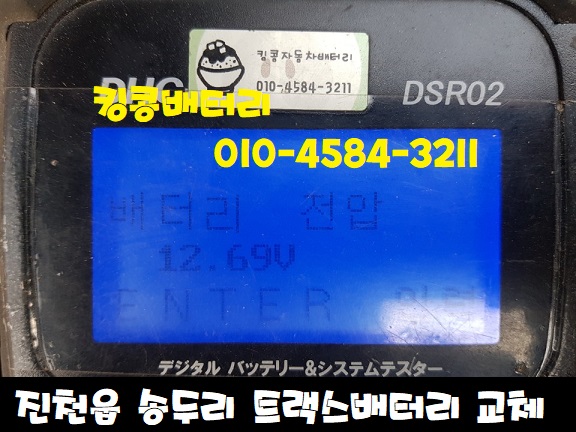 킹콩자동차배터리
010-4584-3211
DSR02
킹콩배터리
010-4584-3211
배터리 전압
12.69V
ENTER 입력
デジタル バッテリー&システムテスター
진천읍 송두리 트랙스배터리 교체